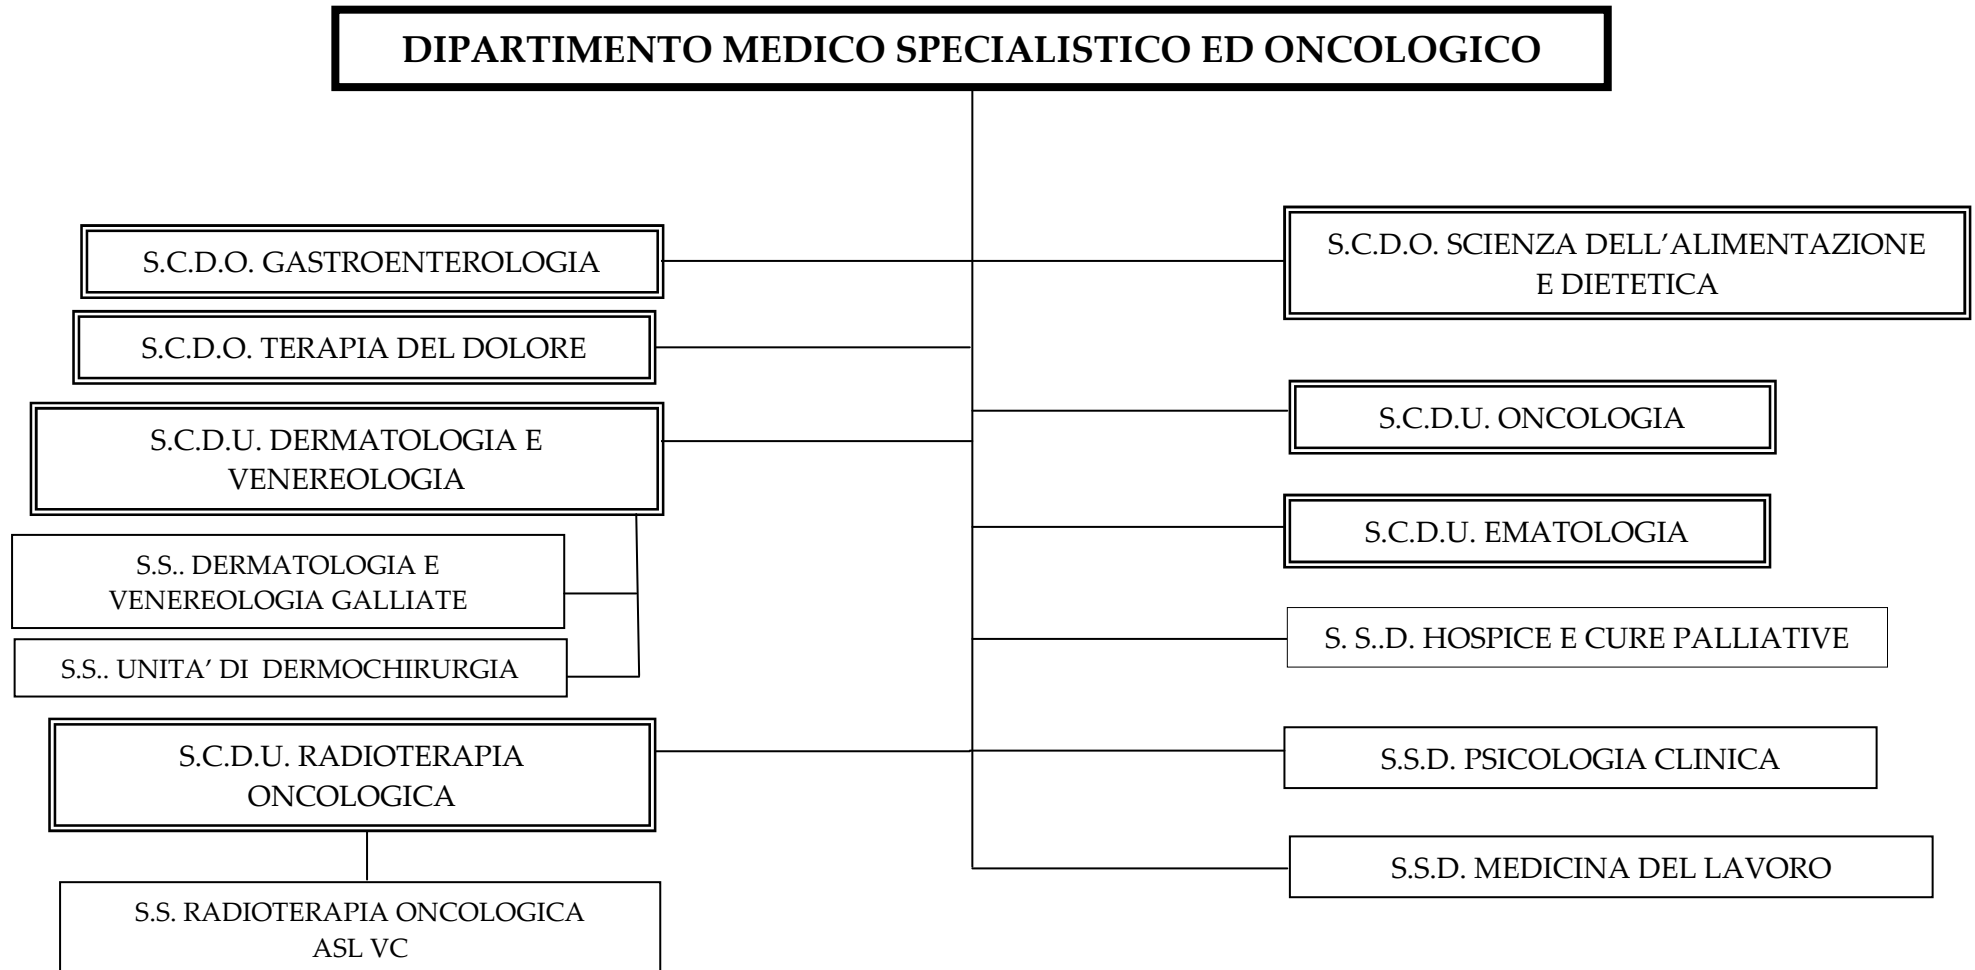 DIPARTIMENTO MEDICO SPECIALISTICO ED ONCOLOGICO
S.C.D.O. GASTROENTEROLOGIA
S.C.D.O. TERAPIA DEL DOLORE
S.C.D.U. DERMATOLOGIA E
VENEREOLOGIA
S.S.. DERMATOLOGIA E
VENEREOLOGIA GALLIATE
S.S.. UNITA’ DI DERMOCHIRURGIA
S.C.D.U. RADIOTERAPIA
ONCOLOGICA
S.S. RADIOTERAPIA ONCOLOGICA
ASL VC
S.C.D.O. SCIENZA DELL’ALIMENTAZIONE
E DIETETICA
S.C.D.U. ONCOLOGIA
S.C.D.U. EMATOLOGIA
S. S..D. HOSPICE E CURE PALLIATIVE
S.S.D. PSICOLOGIA CLINICA
S.S.D. MEDICINA DEL LAVORO